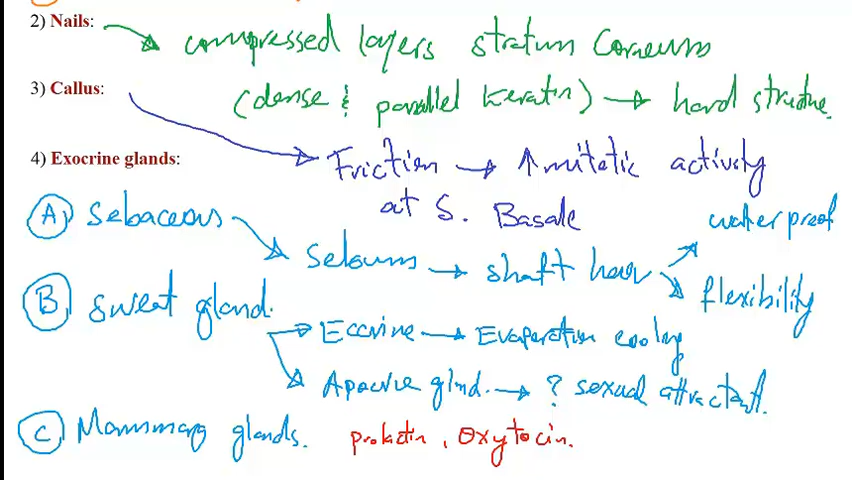 2) Nails: compressed layers stratum Corneum
(dense & parallel keratin) → hard structure.
3) Callus:
Friction → ↑ mitotic activity
at S. Basale
4) Exocrine glands:
A Sebaceous
Sebum → shaft hair
waterproof
flexibility
B Sweat gland.
Eccrine → Evaporation cooling
Apocrine gland. → ? sexual attractant.
C Mammary glands. prolactin, Oxytocin.